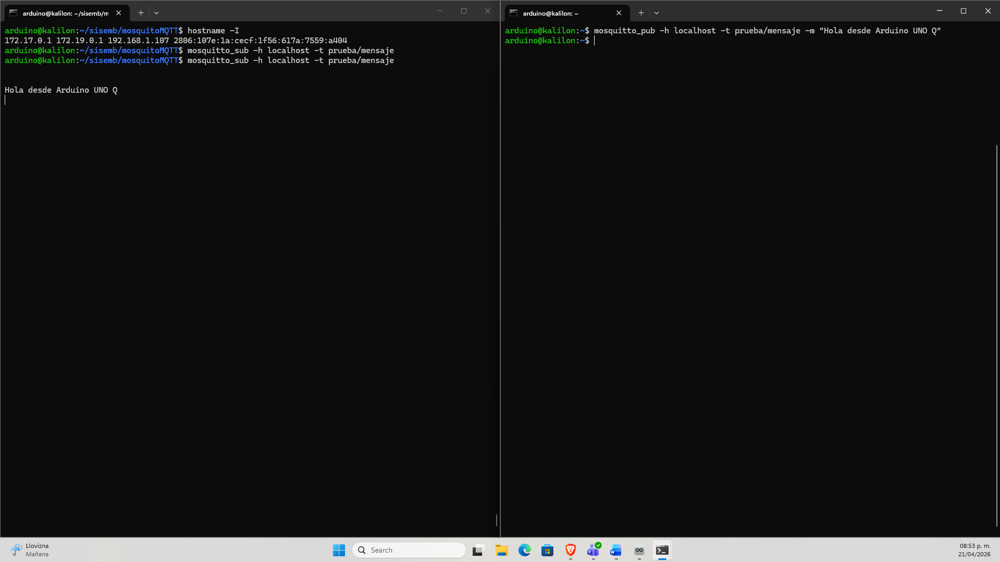 arduino@kalilon: ~/sisemb/m
arduino@kalilon:~/sisemb/mosquitoMQTT$ hostname -I
172.17.0.1 172.19.0.1 192.168.1.107 2806:107e:1a:cecf:1f56:617a:7559:a404
arduino@kalilon:~/sisemb/mosquitoMQTT$ mosquitto_sub -h localhost -t prueba/mensaje
arduino@kalilon:~/sisemb/mosquitoMQTT$ mosquitto_sub -h localhost -t prueba/mensaje
Hola desde Arduino UNO Q
arduino@kalilon: ~
arduino@kalilon:~$ mosquitto_pub -h localhost -t prueba/mensaje -m "Hola desde Arduino UNO Q"
arduino@kalilon:~$
Llovizna
Mañana
Search
08:53 p. m.
21/04/2026